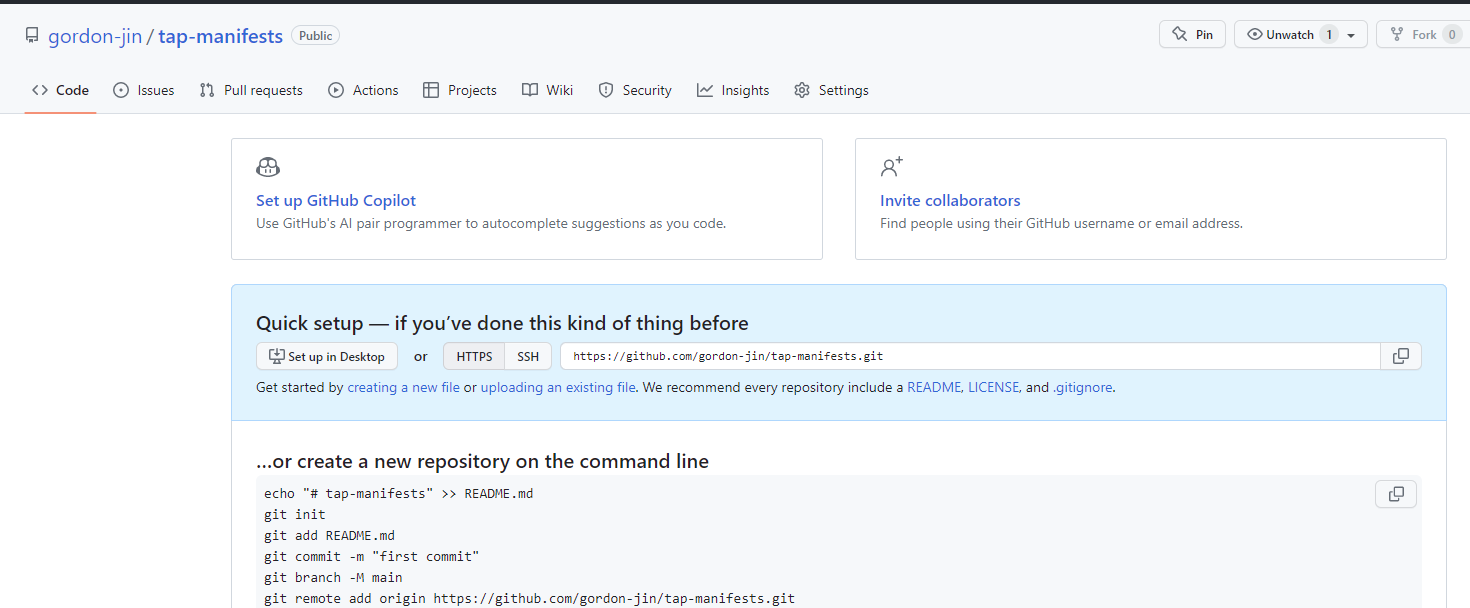 gordon-jin / tap-manifests Public Pin Unwatch 1 Fork 0
Code Issues Pull requests Actions Projects Wiki Security Insights Settings
Set up GitHub Copilot
Use GitHub's AI pair programmer to autocomplete suggestions as you code.
Invite collaborators
Find people using their GitHub username or email address.
Quick setup — if you've done this kind of thing before
Set up in Desktop or HTTPS SSH https://github.com/gordon-jin/tap-manifests.git
Get started by creating a new file or uploading an existing file. We recommend every repository include a README, LICENSE, and .gitignore.
…or create a new repository on the command line
echo "# tap-manifests" >> README.md
git init
git add README.md
git commit -m "first commit"
git branch -M main
git remote add origin https://github.com/gordon-jin/tap-manifests.git